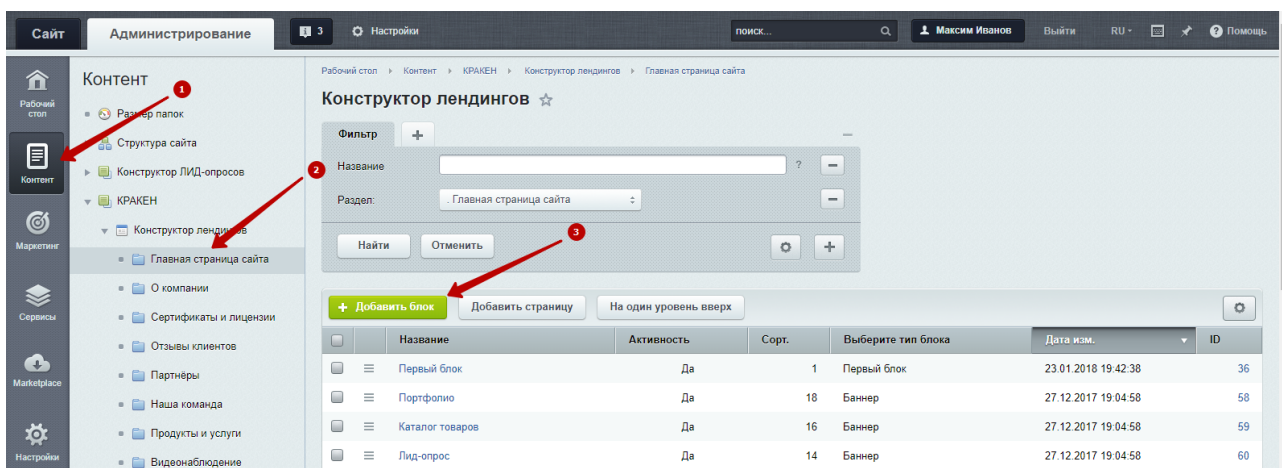 Сайт
Администрирование
3
Настройки
поиск...
Максим Иванов
Выйти
RU
Помощь
Рабочий стол
Контент
Маркетинг
Сервисы
Marketplace
Настройки
Контент
1
Размер папок
Структура сайта
Конструктор ЛИД-опросов
2
КРАКЕН
Конструктор лендингов
Главная страница сайта
О компании
Сертификаты и лицензии
Отзывы клиентов
Партнёры
Наша команда
Продукты и услуги
Видеонаблюдение
Рабочий стол Контент КРАКЕН Конструктор лендингов Главная страница сайта
Конструктор лендингов
Фильтр +
Название ?
Раздел: . Главная страница сайта
3
Найти Отменить
+ Добавить блок Добавить страницу На один уровень вверх
Название Активность Сорт. Выберите тип блока Дата изм. ID
Первый блок Да 1 Первый блок 23.01.2018 19:42:38 36
Портфолио Да 18 Баннер 27.12.2017 19:04:58 58
Каталог товаров Да 16 Баннер 27.12.2017 19:04:58 59
Лид-опрос Да 14 Баннер 27.12.2017 19:04:58 60